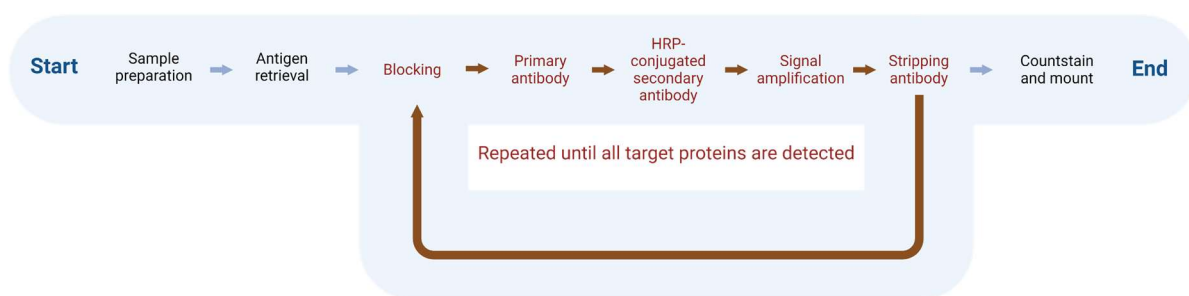 Start
Sample
preparation
Antigen
retrieval
Blocking
Primary
antibody
HRP-
conjugated
secondary
antibody
Signal
amplification
Stripping
antibody
Countstain
and mount
End
Repeated until all target proteins are detected